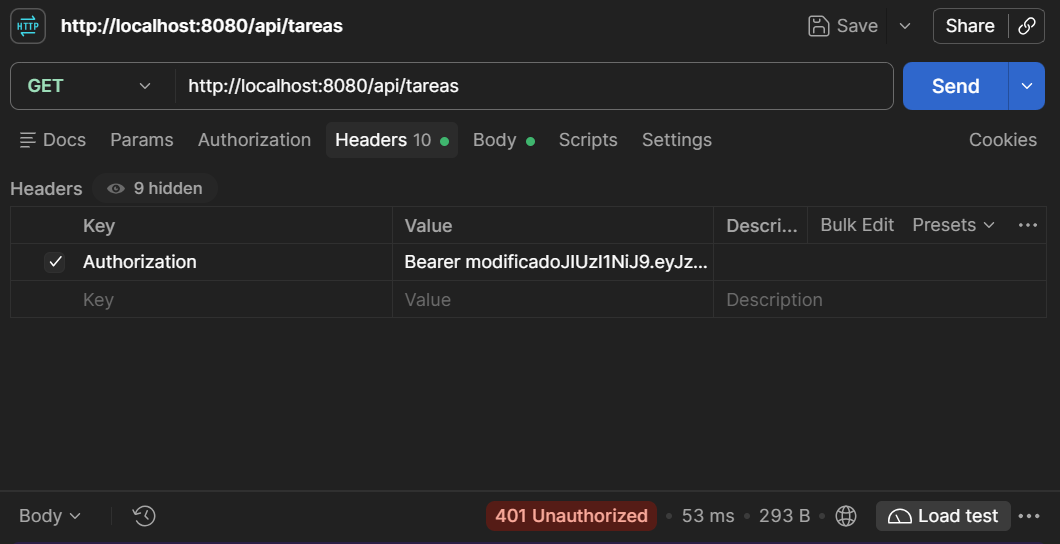 HTTP http://localhost:8080/api/tareas Save Share
GET http://localhost:8080/api/tareas Send
Docs Params Authorization Headers 10 Body Scripts Settings Cookies
Headers 9 hidden
Key Value Descri... Bulk Edit Presets
Authorization Bearer modificadoJIUzI1NiJ9.eyJz...
Key Value Description
Body 401 Unauthorized 53 ms 293 B Load test